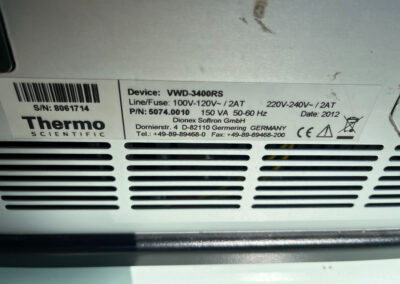 S/N: 8061714
Thermo
SCIENTIFIC
Device: VWD-3400RS
Line/Fuse: 100V-120V~ / 2AT 220V-240V~ / 2AT
P/N: 5074.0010 150 VA 50-60 Hz Date: 2012
Dionex Softron GmbH
Dornierstr. 4 D-82110 Germering GERMANY
Tel.: +49-89-89468-0 Fax: +49-89-89468-200
CE